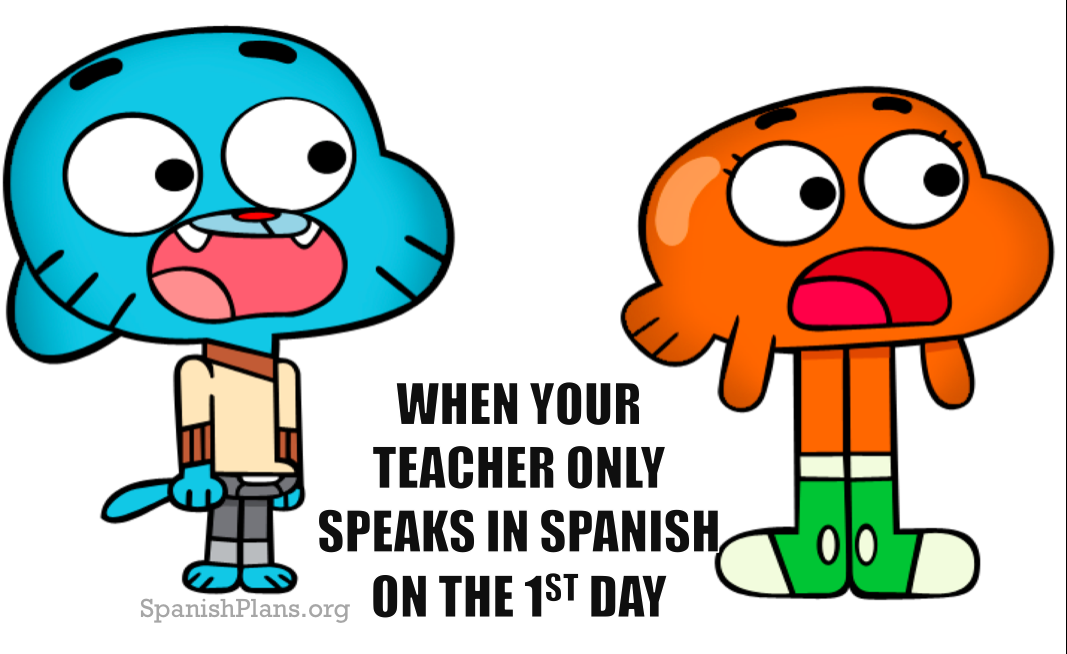 WHEN YOUR
TEACHER ONLY
SPEAKS IN SPANISH
ON THE 1ST DAY
SpanishPlans.org